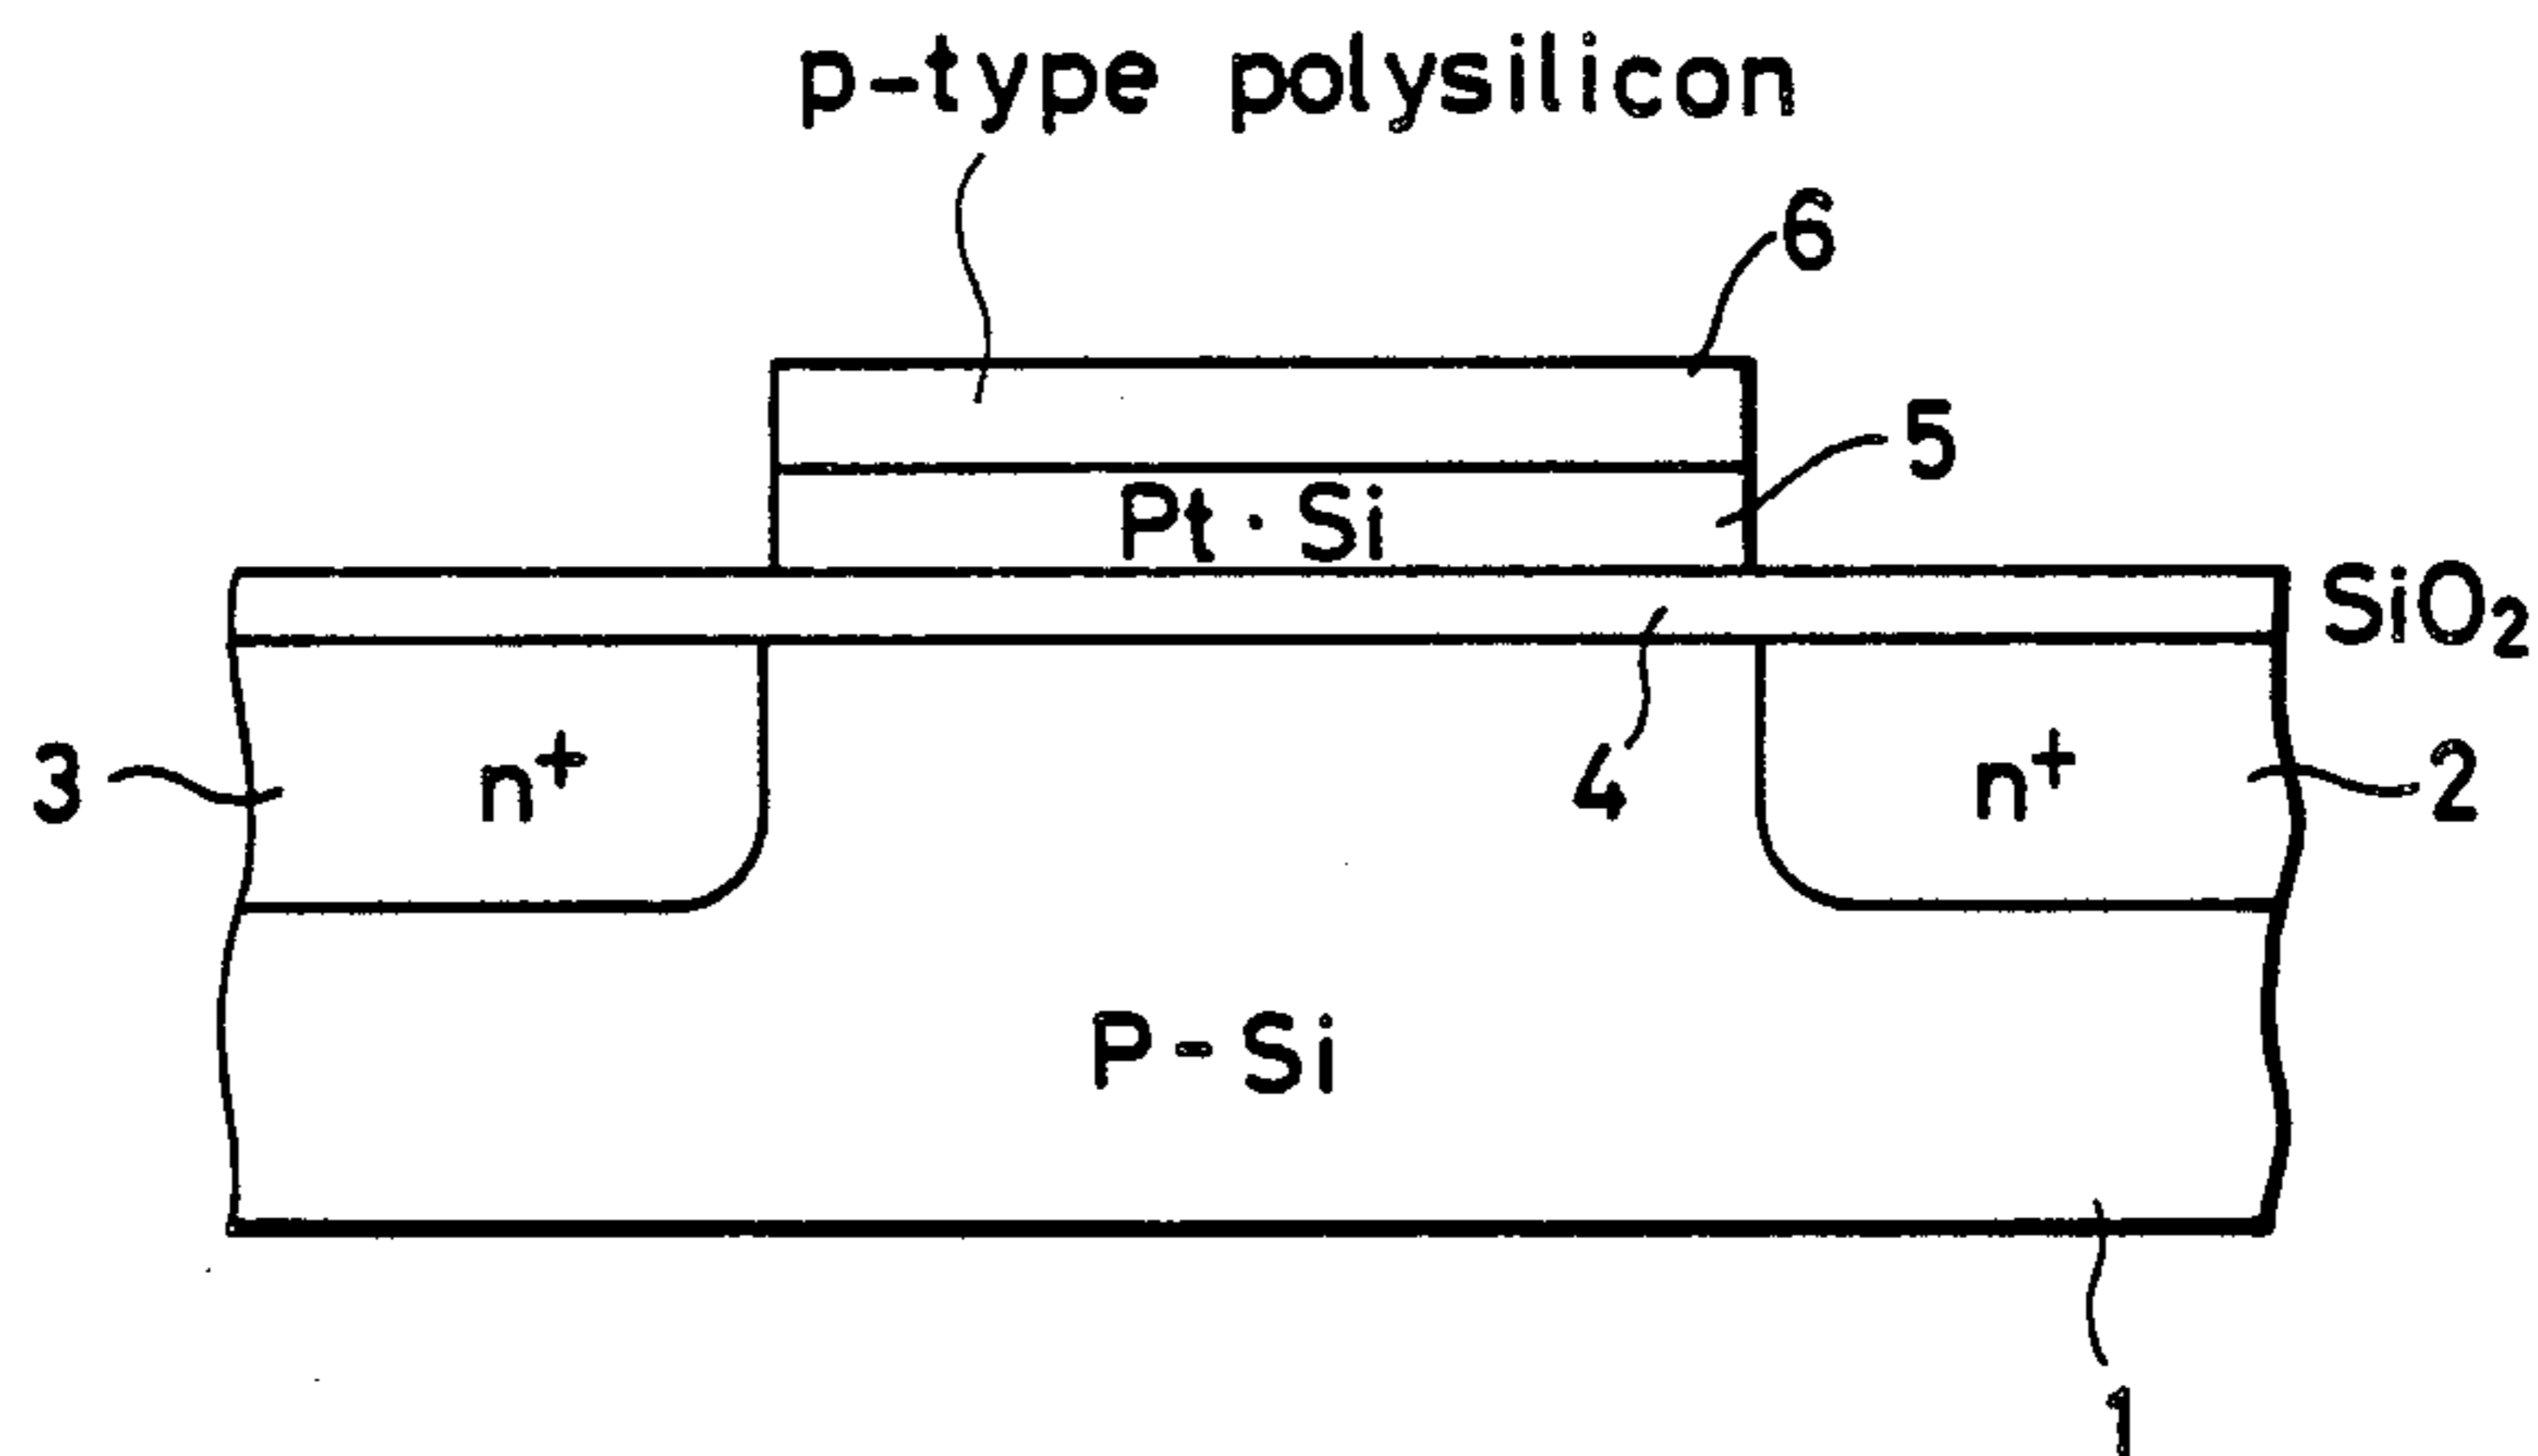 p-type polysilicon
6
5
Pt·Si
SiO₂
3
n⁺
4
n⁺
2
P-Si
1